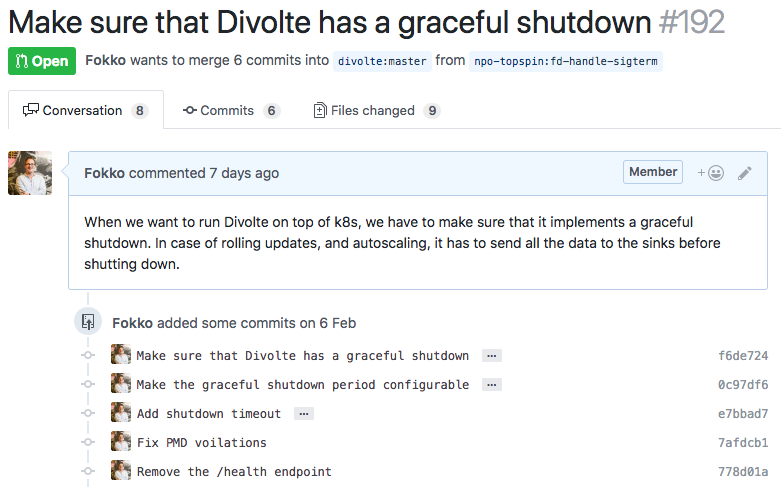 Make sure that Divolte has a graceful shutdown #192
Open Fokko wants to merge 6 commits into divolte:master from npo-topspin:fd-handle-sigterm
Conversation 8 Commits 6 Files changed 9
Fokko commented 7 days ago Member
When we want to run Divolte on top of k8s, we have to make sure that it implements a graceful
shutdown. In case of rolling updates, and autoscaling, it has to send all the data to the sinks before
shutting down.
Fokko added some commits on 6 Feb
Make sure that Divolte has a graceful shutdown ... f6de724
Make the graceful shutdown period configurable ... 0c97df6
Add shutdown timeout ... e7bbad7
Fix PMD voilations 7afdcb1
Remove the /health endpoint 778d01a